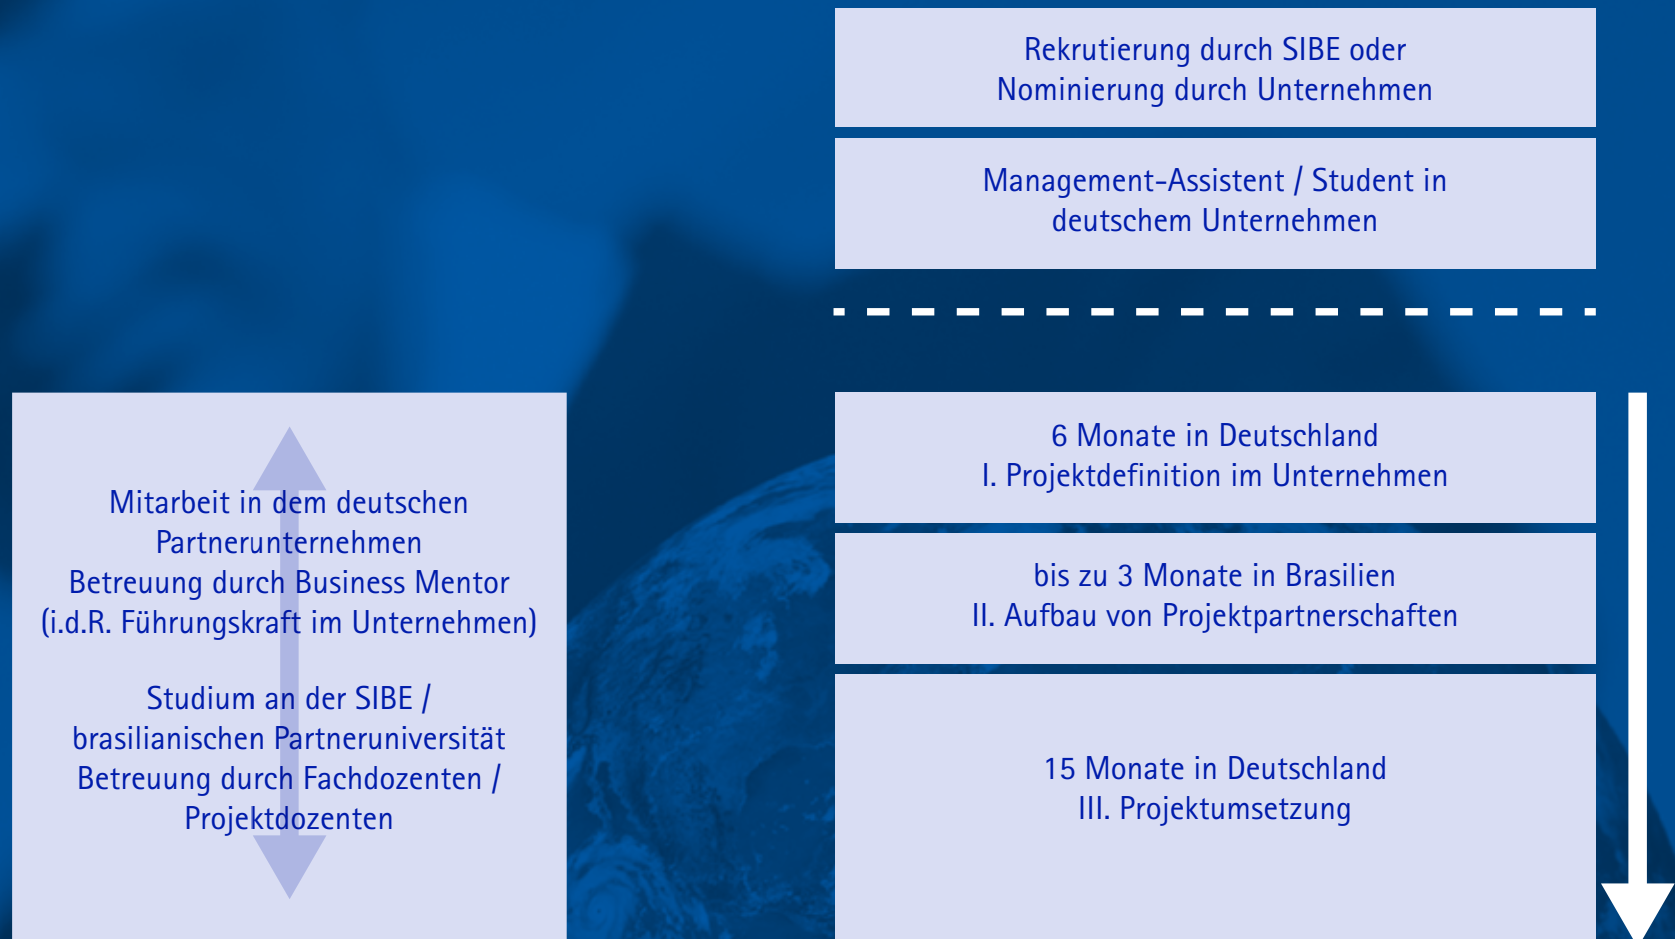 Rekrutierung durch SIBE oder
Nominierung durch Unternehmen
Management-Assistent / Student in
deutschem Unternehmen
Mitarbeit in dem deutschen
Partnerunternehmen
Betreuung durch Business Mentor
(i.d.R. Führungskraft im Unternehmen)
Studium an der SIBE /
brasilianischen Partneruniversität
Betreuung durch Fachdozenten /
Projektdozenten
6 Monate in Deutschland
I. Projektdefinition im Unternehmen
bis zu 3 Monate in Brasilien
II. Aufbau von Projektpartnerschaften
15 Monate in Deutschland
III. Projektumsetzung